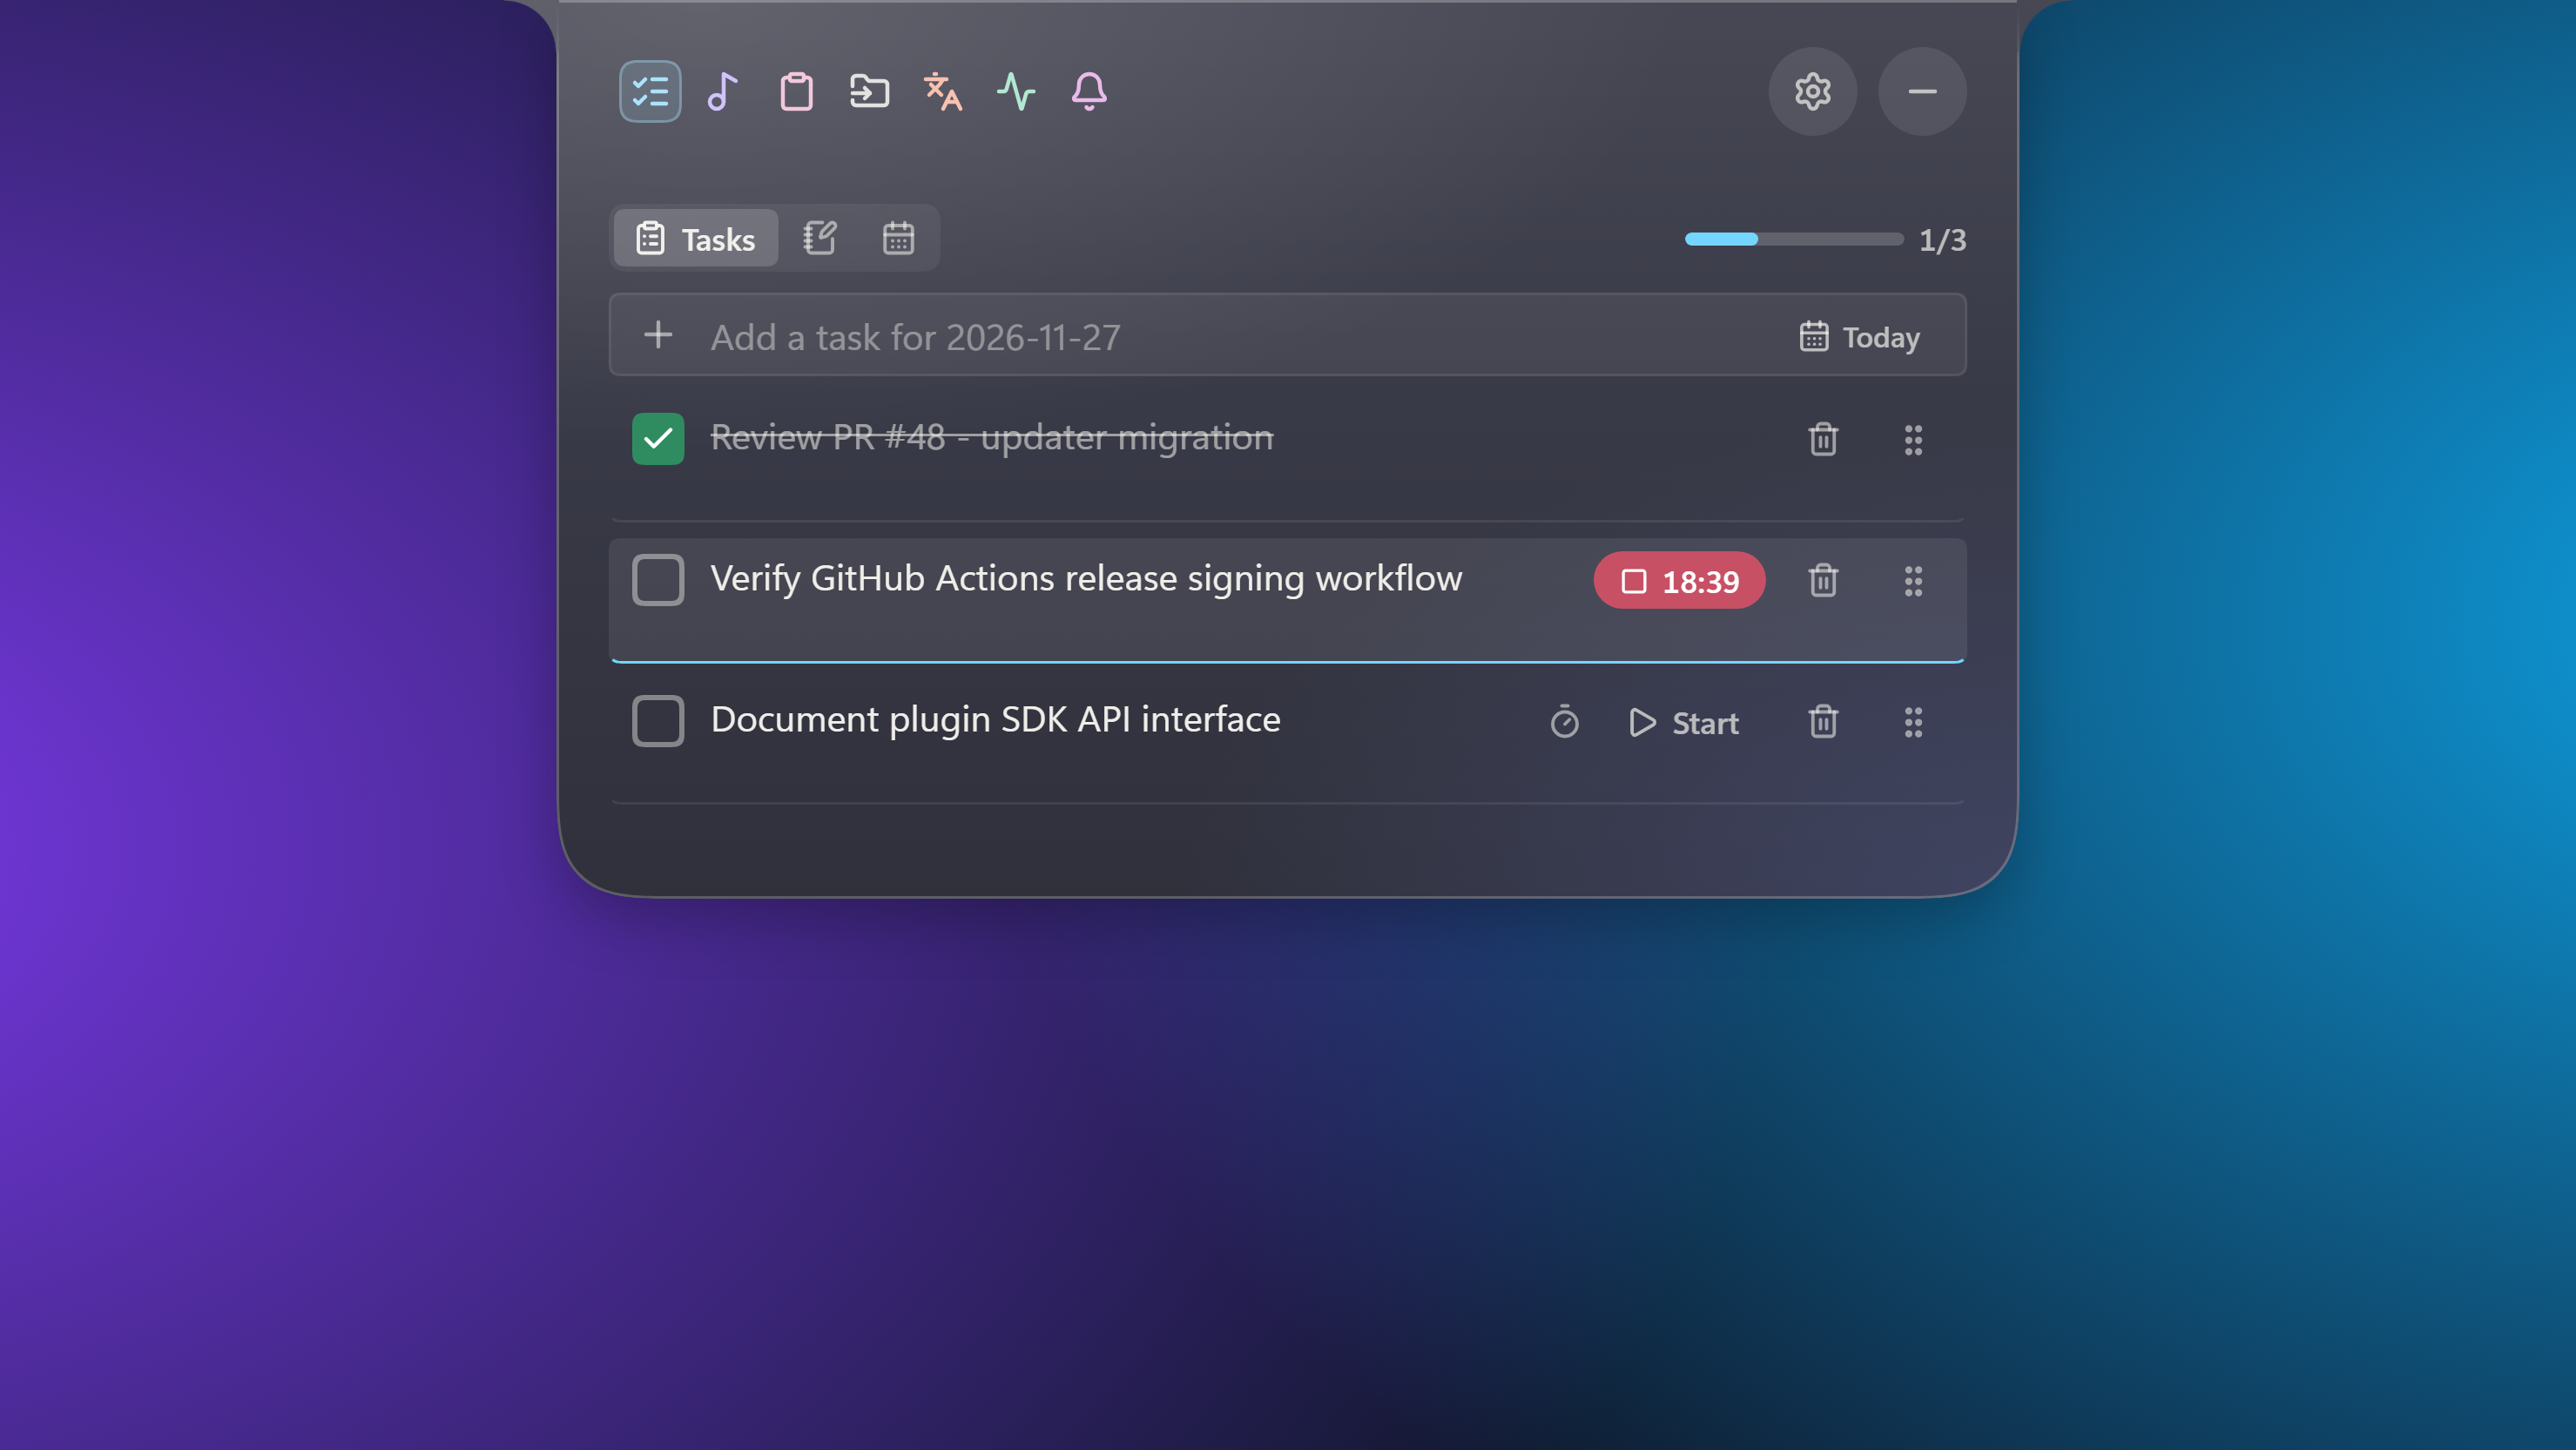 Tasks
1/3
Add a task for 2026-11-27
Today
Review PR #48 - updater migration
Verify GitHub Actions release signing workflow
18:39
Document plugin SDK API interface
Start